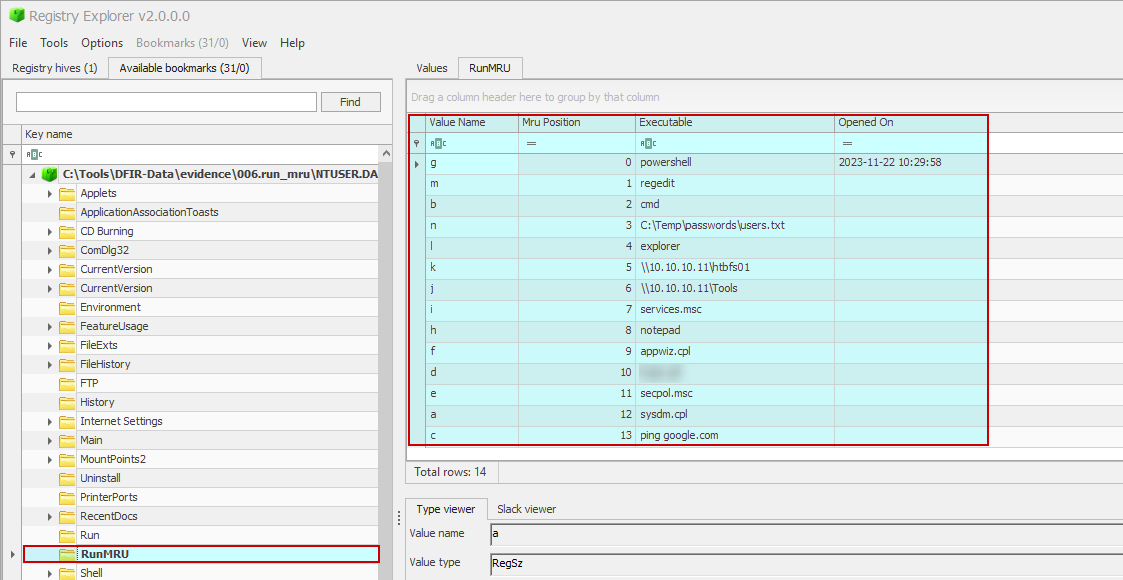 Registry Explorer v2.0.0.0
File Tools Options Bookmarks (31/0) View Help
Registry hives (1) Available bookmarks (31/0)
Find
Key name
C:\Tools\DFIR-Data\evidence\006.run_mru\NTUSER.DA
Applets
ApplicationAssociationToasts
CD Burning
ComDlg32
CurrentVersion
CurrentVersion
Environment
FeatureUsage
FileExts
FileHistory
FTP
History
Internet Settings
Main
MountPoints2
Uninstall
PrinterPorts
RecentDocs
Run
RunMRU
Shell
Values RunMRU
Drag a column header here to group by that column
Value Name Mru Position Executable Opened On
g 0 powershell 2023-11-22 10:29:58
m 1 regedit
b 2 cmd
n 3 C:\Temp\passwords\users.txt
l 4 explorer
k 5 \\10.10.10.11\htbfs01
j 6 \\10.10.10.11\Tools
i 7 services.msc
h 8 notepad
f 9 appwiz.cpl
d 10
e 11 secpol.msc
a 12 sysdm.cpl
c 13 ping google.com
Total rows: 14
Type viewer Slack viewer
Value name a
Value type RegSz